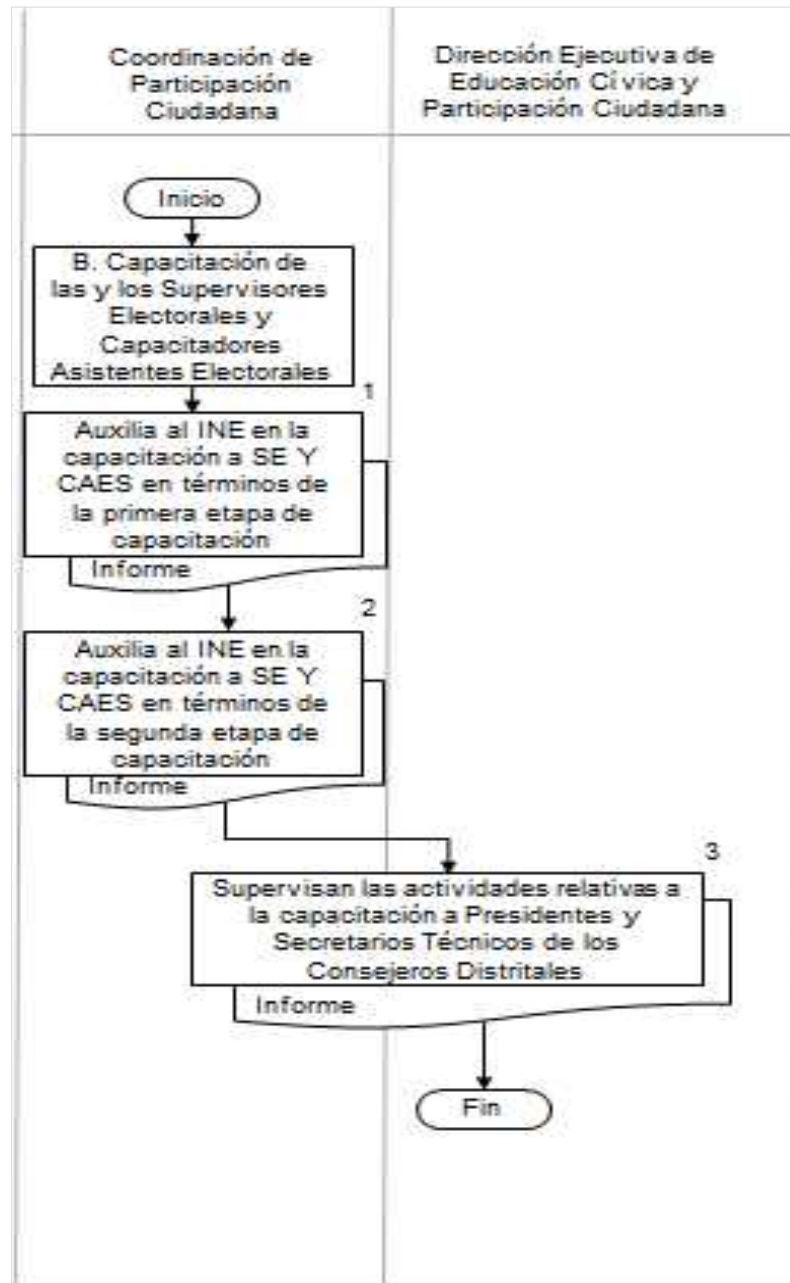 Coordinación de
Participación
Ciudadana
Dirección Ejecutiva de
Educación Cívica y
Participación Ciudadana
Inicio
B. Capacitación de
las y los Supervisores
Electorales y
Capacitadores
Asistentes Electorales
1
Auxilia al INE en la
capacitación a SE Y
CAES en términos de
la primera etapa de
capacitación
Informe
2
Auxilia al INE en la
capacitación a SE Y
CAES en términos de
la segunda etapa de
capacitación
Informe
3
Supervisan las actividades relativas a
la capacitación a Presidentes y
Secretarios Técnicos de los
Consejeros Distritales
Informe
Fin